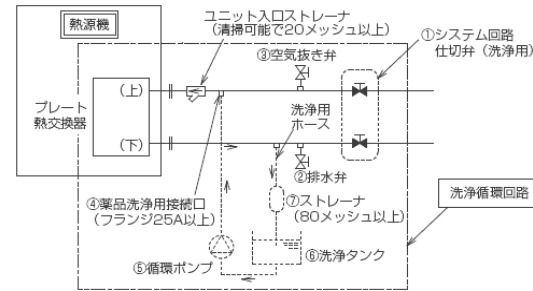 熱源機
ユニット入口ストレーナ
(清掃可能で20メッシュ以上)
③空気抜き弁
①システム回路
仕切弁(洗浄用)
(上)
プレート
熱交換器
(下)
洗浄用
ホース
②排水弁
④薬品洗浄用接続口
(フランジ25A以上)
⑦ストレーナ
(80メッシュ以上)
洗浄循環回路
⑥洗浄タンク
⑤循環ポンプ